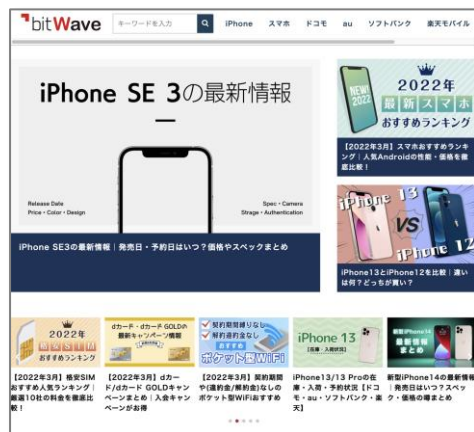 bitWave
キーワードを入力
iPhone スマホ ドコモ au ソフトバンク 楽天モバイル
iPhone SE 3の最新情報
Release Date
Price・Color・Design
Spec・Camera
Strage・Authentication
iPhone SE3の最新情報｜発売日・予約日はいつ？価格やスペックまとめ
NEW!
2022
2022年
最新スマホ
おすすめランキング
【2022年3月】スマホおすすめランキ
ング｜人気Androidの性能・価格を徹
底比較！
iPhone 13
VS
iPhone 12
iPhone13とiPhone12を比較｜違い
は何？どっちが買い？
2022年
格安SIM
おすすめランキング
【2022年3月】格安SIM
おすすめ人気ランキング｜
厳選10社の料金を徹底比
較！
dカード・dカード GOLDの
最新キャンペーン情報
【2022年3月】dカー
ド/dカード GOLDキャン
ペーンまとめ｜入会キャン
ペーンがお得
契約期間縛りなし
解約違約金なし
おすすめ
ポケット型WiFi
【2022年3月】契約期間
や(違約金/解約金)なしの
ポケット型WiFiおすすめ
iPhone 13
【在庫・入荷状況】
iPhone13/13 Proの在
庫・入荷・予約状況【ドコ
モ・au・ソフトバンク・楽
天】
新型iPhone14
最新情報
まとめ
新型iPhone14の最新情報
｜発売日はいつ？スペッ
ク・価格の噂まとめ